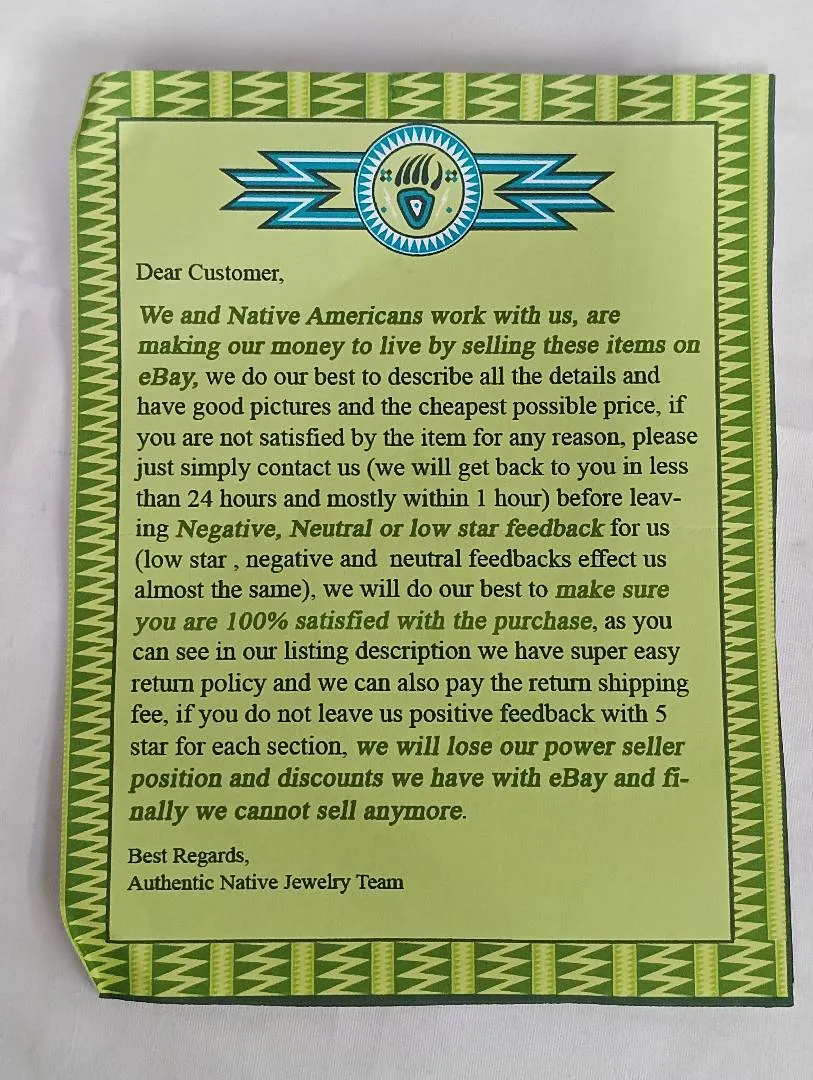 Dear Customer,
We and Native Americans work with us, are
making our money to live by selling these items on
eBay, we do our best to describe all the details and
have good pictures and the cheapest possible price, if
you are not satisfied by the item for any reason, please
just simply contact us (we will get back to you in less
than 24 hours and mostly within 1 hour) before leav-
ing Negative, Neutral or low star feedback for us
(low star , negative and  neutral feedbacks effect us
almost the same), we will do our best to make sure
you are 100% satisfied with the purchase, as you
can see in our listing description we have super easy
return policy and we can also pay the return shipping
fee, if you do not leave us positive feedback with 5
star for each section, we will lose our power seller
position and discounts we have with eBay and fi-
nally we cannot sell anymore.
Best Regards,
Authentic Native Jewelry Team